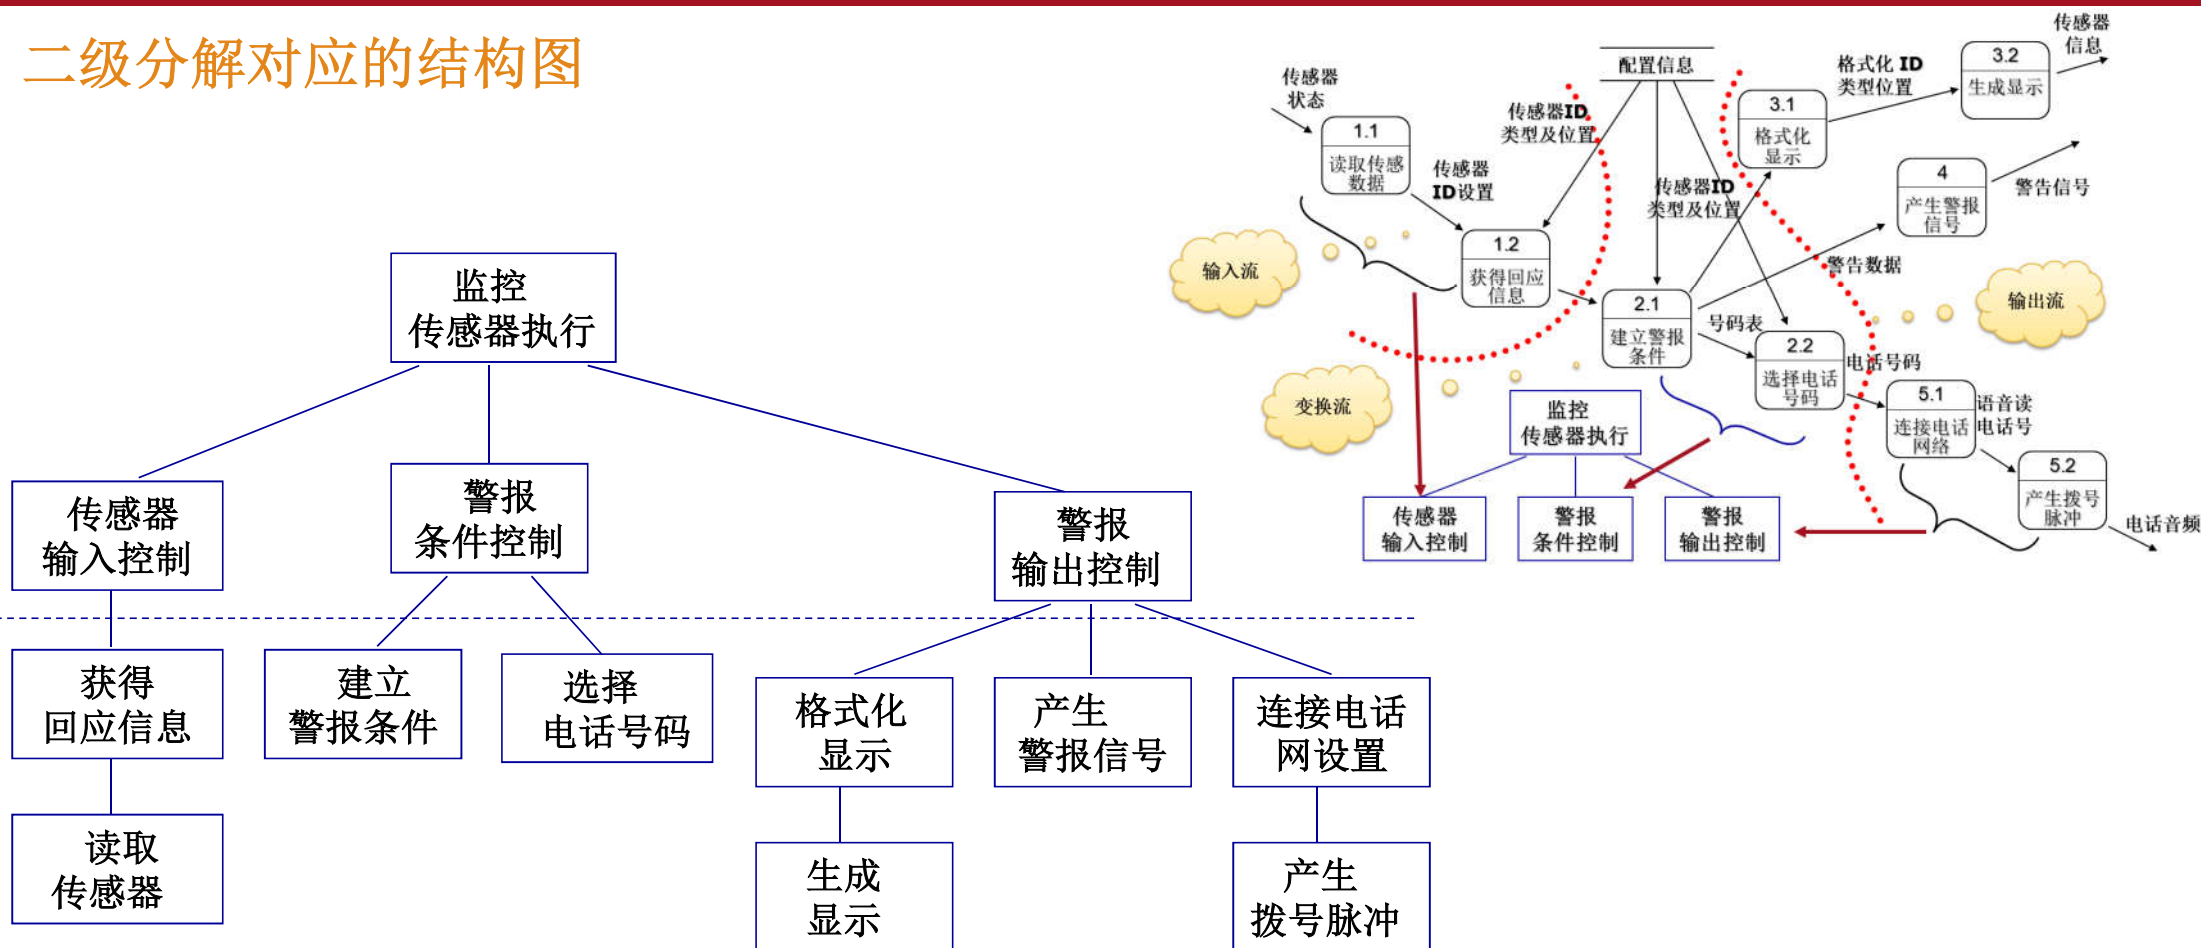 二级分解对应的结构图
监控
传感器执行
传感器
输入控制
警报
条件控制
警报
输出控制
获得
回应信息
建立
警报条件
选择
电话号码
格式化
显示
产生
警报信号
连接电话
网设置
读取
传感器
生成
显示
产生
拨号脉冲
配置信息
传感器
状态
1.1
读取传感
数据
传感器
ID设置
传感器ID
类型及位置
1.2
获得回应
信息
传感器ID
类型及位置
2.1
建立警报
条件
号码表
2.2
选择电话
号码
电话号码
3.1
格式化
显示
格式化 ID
类型位置
3.2
生成显示
传感器
信息
4
产生警报
信号
警告信号
警告数据
5.1
连接电话
网络
语音读
电话号
5.2
产生拨号
脉冲
电话音频
输入流
变换流
输出流
监控
传感器执行
传感器
输入控制
警报
条件控制
警报
输出控制